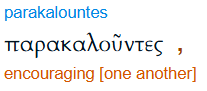 parakalountes
παρακαλοῦντες ,
encouraging [one another]